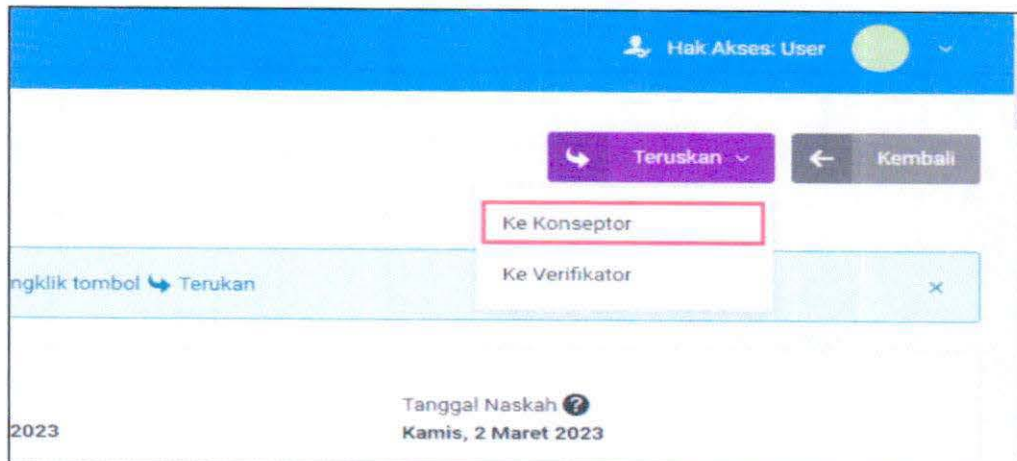 Hak Akses: User
Teruskan
Kembali
Ke Konseptor
Ke Verifikator
ngklik tombol Terukan
Tanggal Naskah
2023
Kamis, 2 Maret 2023